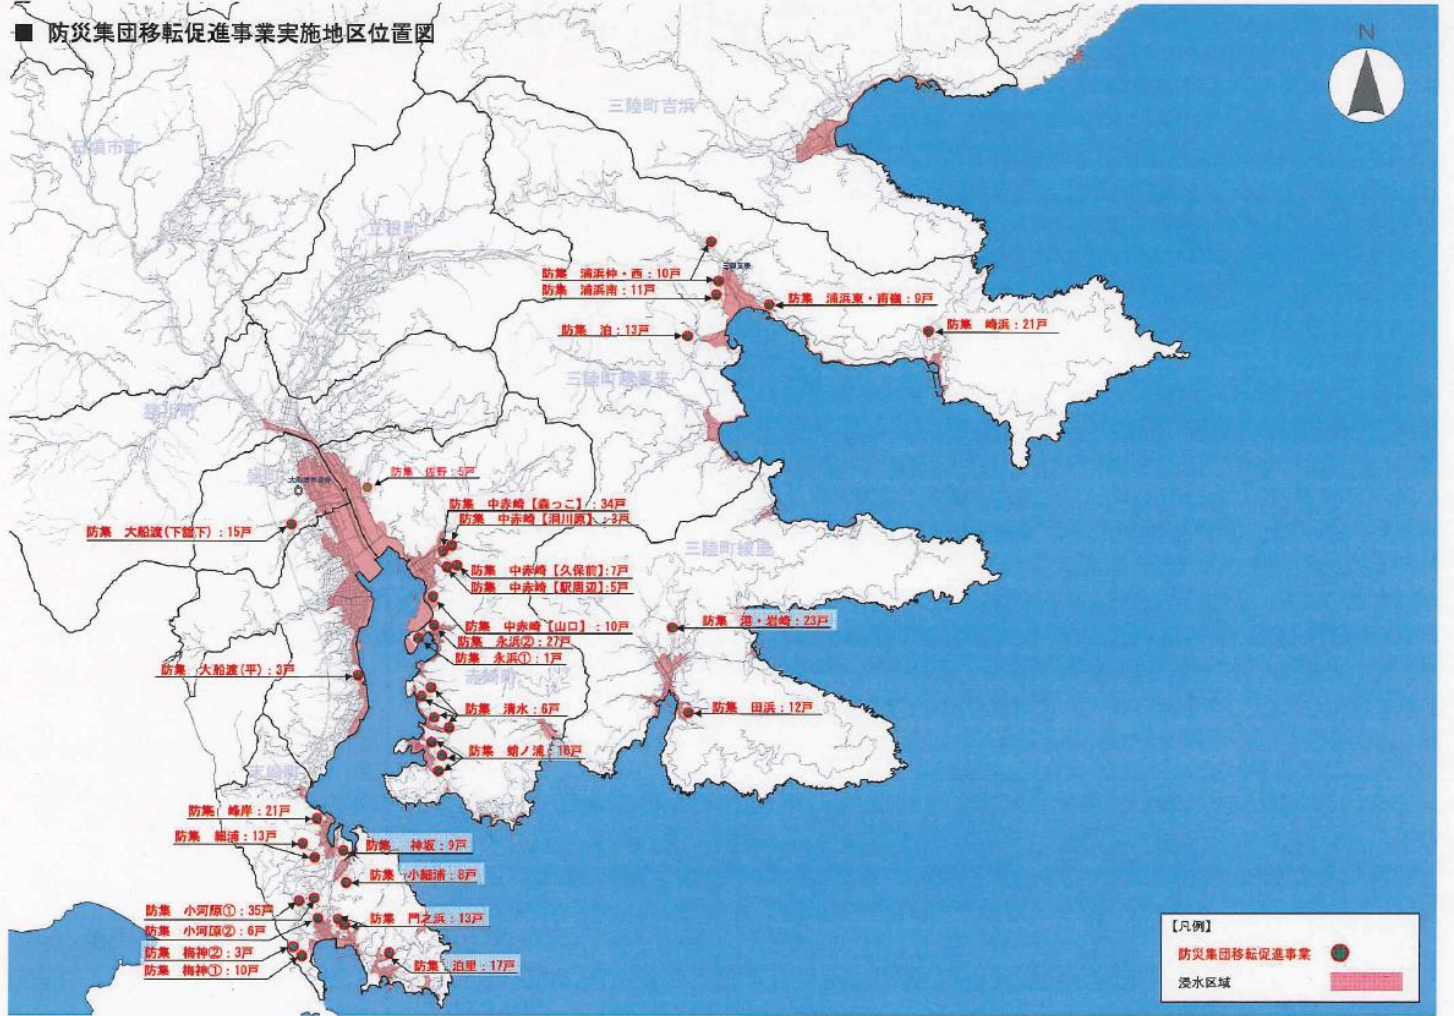 ■ 防災集団移転促進事業実施地区位置図
N
三陸町吉浜
日頃市町
立根町
防集 浦浜仲・西：10戸
防集 浦浜南：11戸
防集 浦浜東・甫嶺：9戸
防集 泊：13戸
防集 崎浜：21戸
三陸町越喜来
猪川町
盛町
防集 佐野：5戸
防集 中赤崎【森っこ】：34戸
防集 中赤崎【洞川原】：3戸
防集 大船渡(下舘下)：15戸
三陸町綾里
防集 中赤崎【久保前】：7戸
防集 中赤崎【駅周辺】：5戸
防集 中赤崎【山口】：10戸
防集 港・岩崎：23戸
防集 永浜②：27戸
防集 永浜①：1戸
防集 大船渡(平)：3戸
赤崎町
防集 清水：6戸
防集 田浜：12戸
防集 蛸ノ浦：16戸
末崎町
防集 峰岸：21戸
防集 細浦：13戸
防集 神坂：9戸
防集 小細浦：8戸
防集 小河原①：35戸
防集 門之浜：13戸
防集 小河原②：6戸
防集 梅神②：3戸
防集 梅神①：10戸
防集 泊里：17戸
【凡例】
防災集団移転促進事業
浸水区域